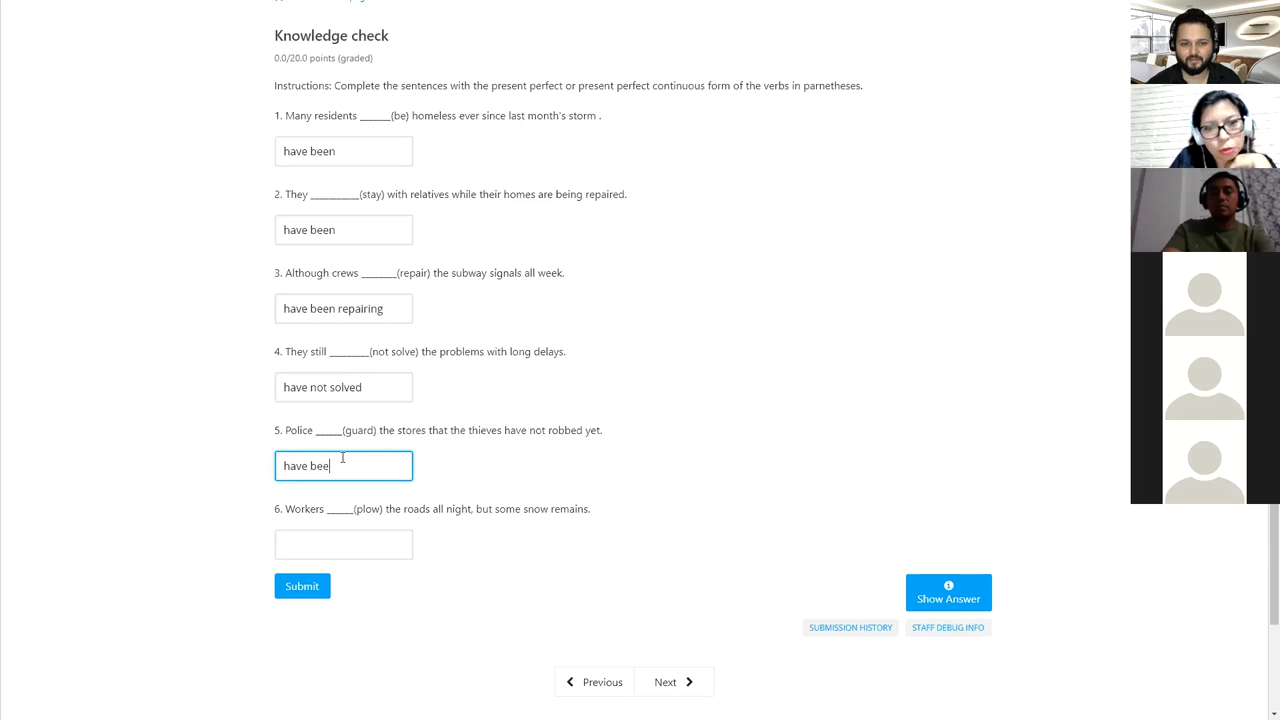 Knowledge check
0.0/20.0 points (graded)
Instructions: Complete the sentences with the present perfect or present perfect continuous form of the verbs in parnetheses.
(be) homeless ever since last month's storm .
have been
2. They __________(stay) with relatives while their homes are being repaired.
have been
3. Although crews _______(repair) the subway signals all week.
have been repairing
4. They still ________(not solve) the problems with long delays.
have not solved
5. Police _____(guard) the stores that the thieves have not robbed yet.
have bee
6. Workers _____(plow) the roads all night, but some snow remains.
Submit
Show Answer
SUBMISSION HISTORY STAFF DEBUG INFO
Previous Next